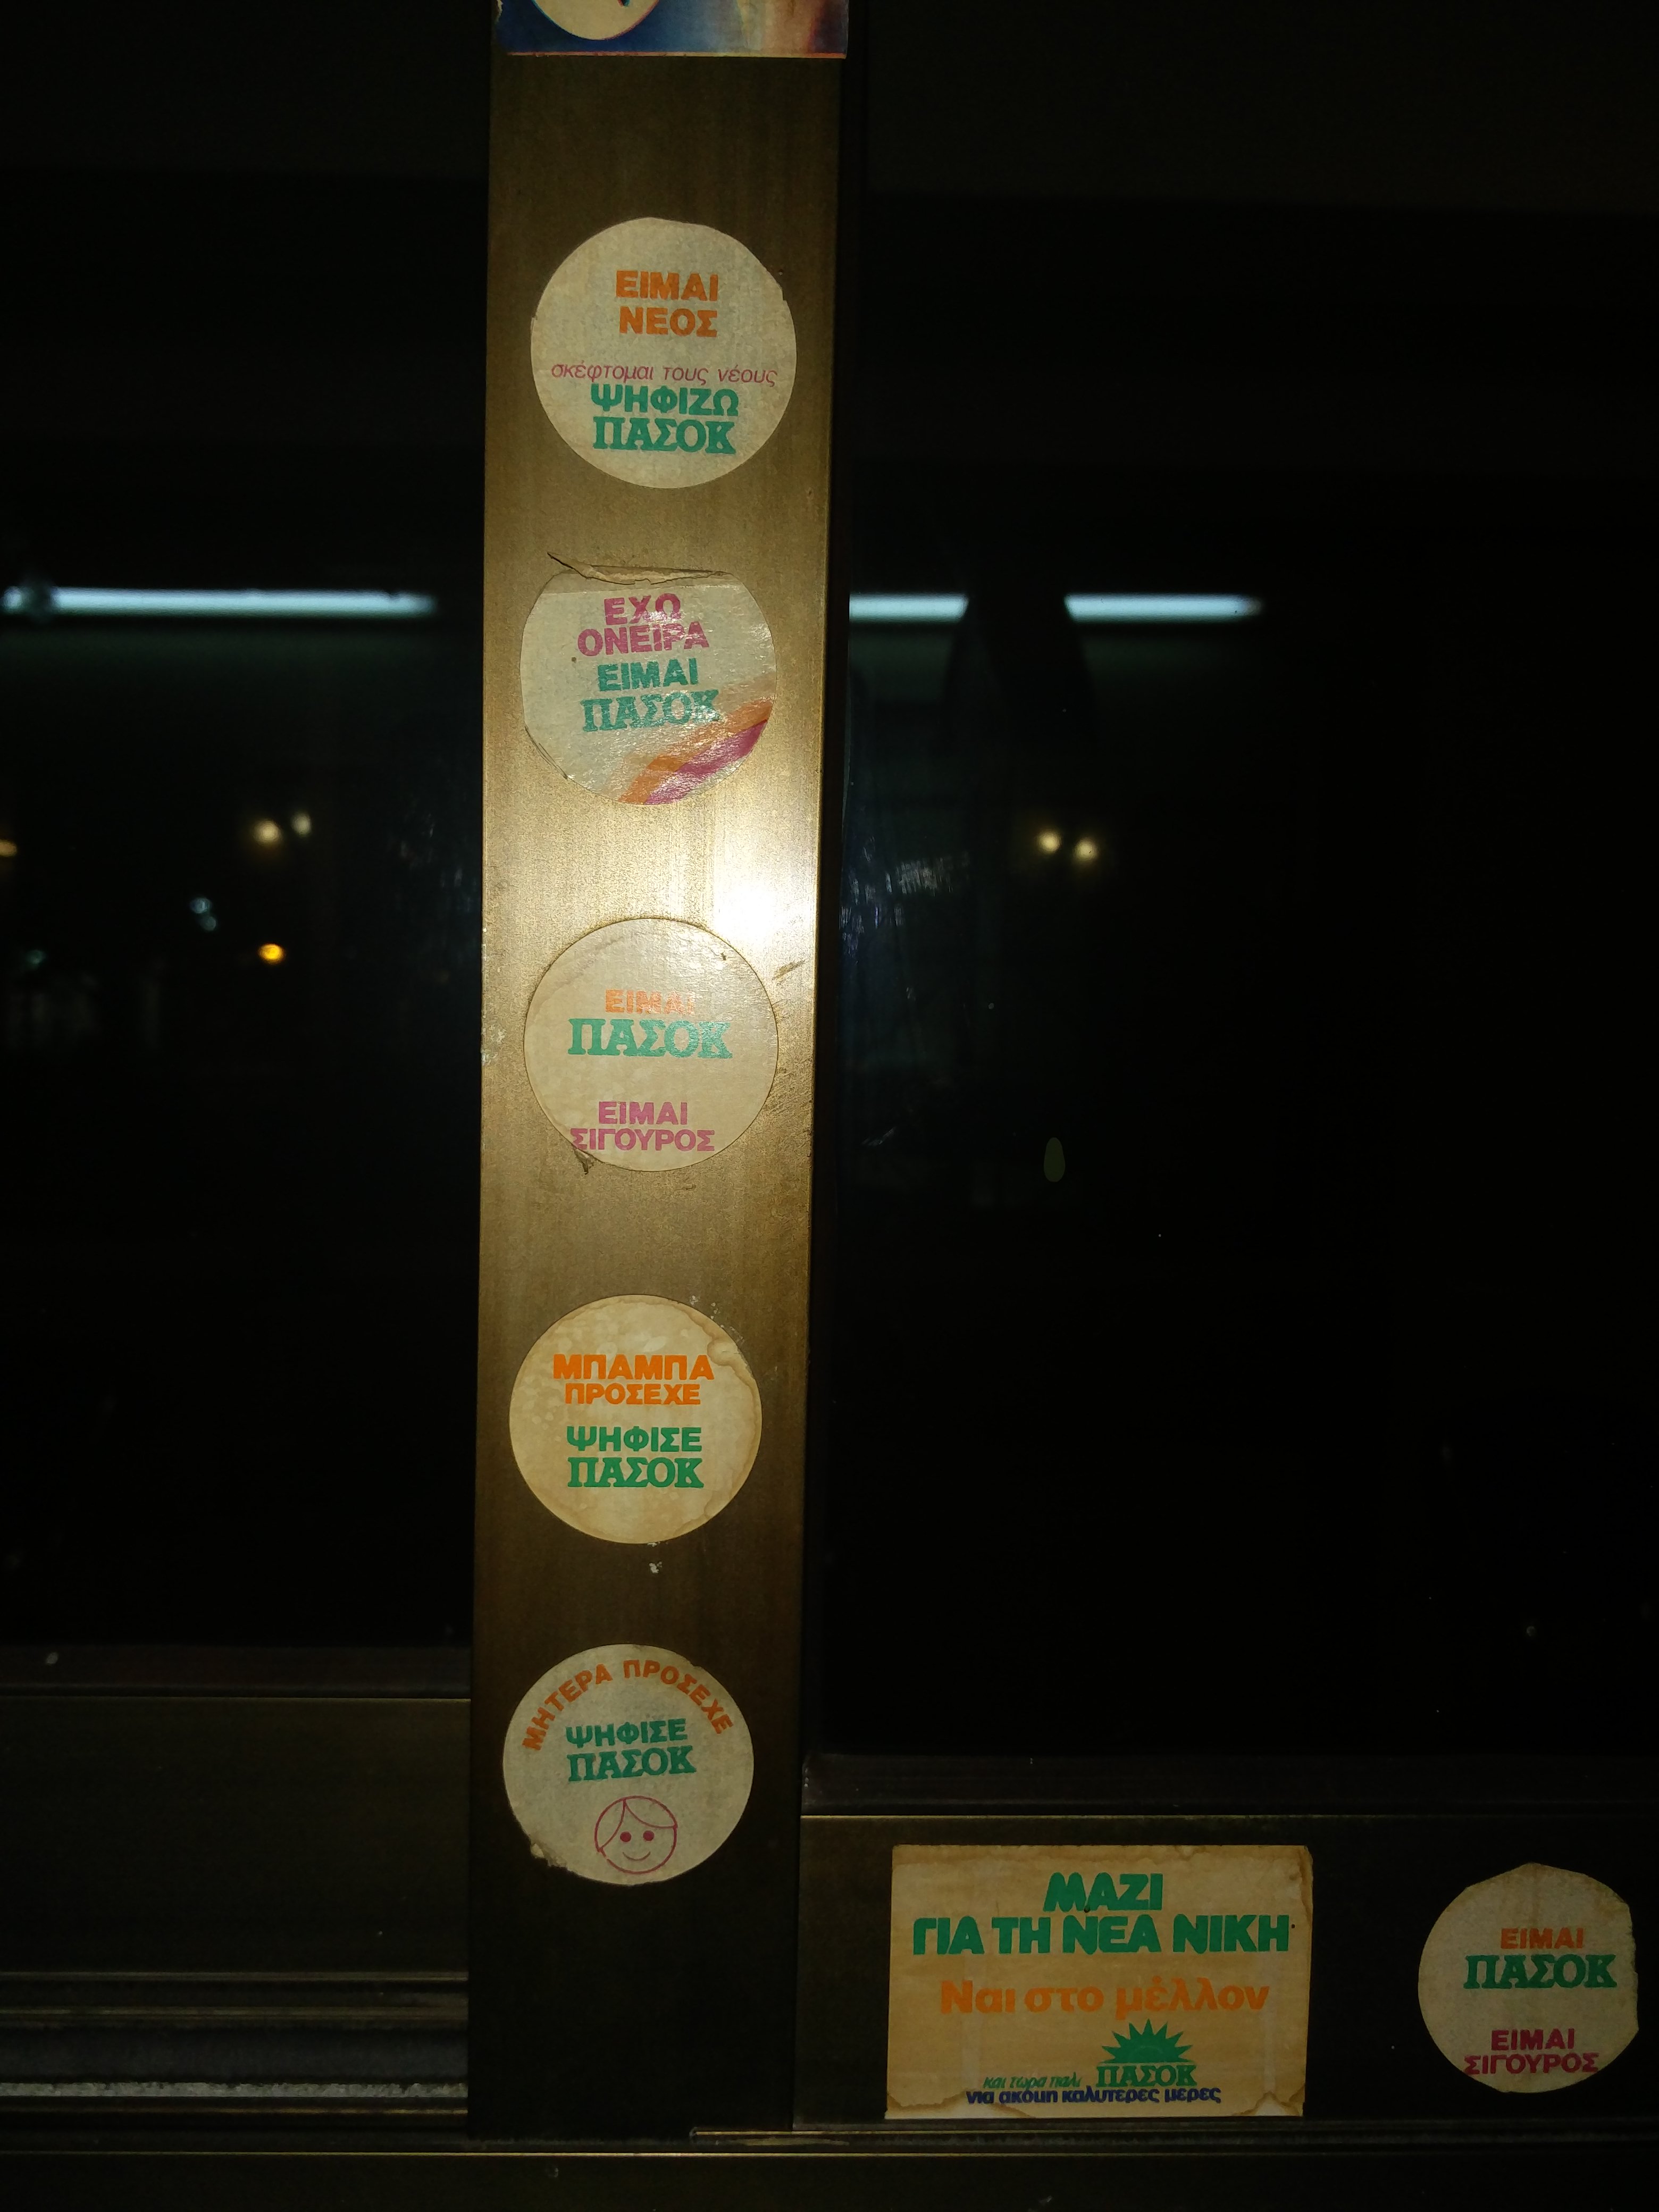 ΕΙΜΑΙ
ΝΕΟΣ
σκέφτομαι τους νέους
ΨΗΦΙΖΩ
ΠΑΣΟΚ
ΕΧΩ
ΟΝΕΙΡΑ
ΕΙΜΑΙ
ΠΑΣΟΚ
ΕΙΜΑΙ
ΠΑΣΟΚ
ΕΙΜΑΙ
ΣΙΓΟΥΡΟΣ
ΜΠΑΜΠΑ
ΠΡΟΣΕΧΕ
ΨΗΦΙΣΕ
ΠΑΣΟΚ
ΜΗΤΕΡΑ ΠΡΟΣΕΧΕ
ΨΗΦΙΣΕ
ΠΑΣΟΚ
ΜΑΖΙ
ΓΙΑ ΤΗ ΝΕΑ ΝΙΚΗ
Ναι στο μέλλον
και τώρα πάλι ΠΑΣΟΚ
για ακόμη καλύτερες μέρες
ΕΙΜΑΙ
ΠΑΣΟΚ
ΕΙΜΑΙ
ΣΙΓΟΥΡΟΣ